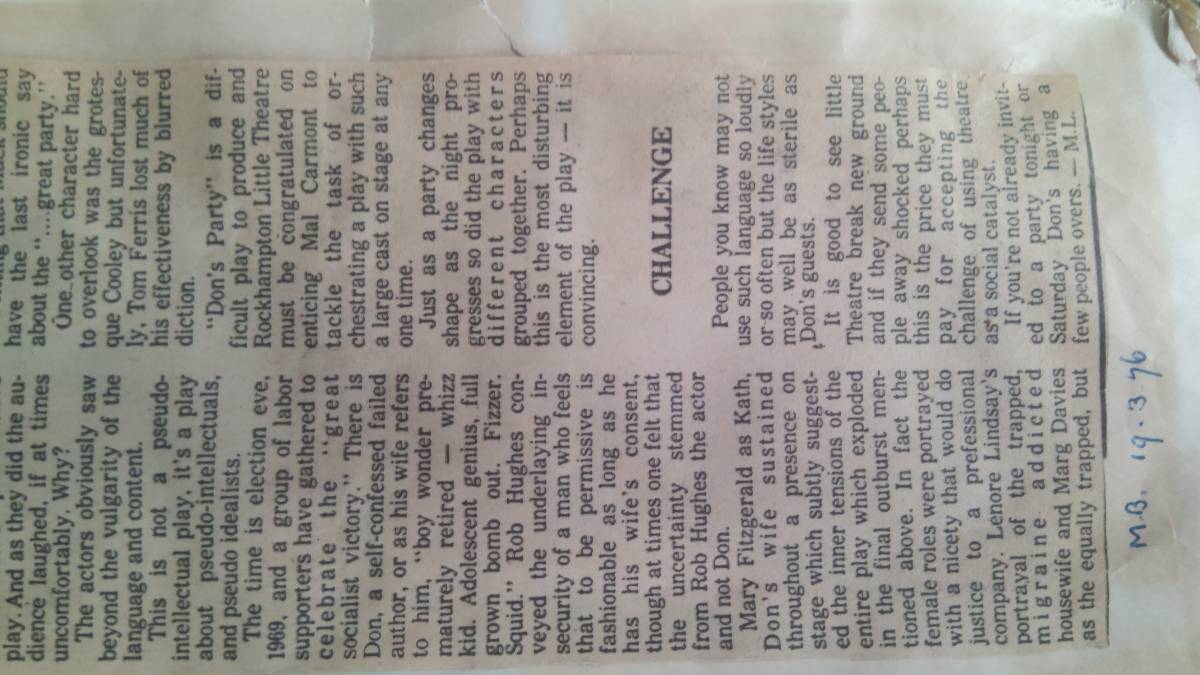 play. And as they did the au-
dience laughed, if at times
uncomfortably. Why?
The actors obviously saw
beyond the vulgarity of the
language and content.
This is not a pseudo-
intellectual play, it's a play
about pseudo-intellectuals,
and pseudo idealists.
The time is election eve,
1969, and a group of labor
supporters have gathered to
celebrate the "great
socialist victory." There is
Don, a self-confessed failed
author, or as his wife refers
to him, "boy wonder pre-
maturely retired — whizz
kid. Adolescent genius, full
grown bomb out. Fizzer.
Squid." Rob Hughes con-
veyed the underlaying in-
security of a man who feels
that to be permissive is
fashionable as long as he
has his wife's consent,
though at times one felt that
the uncertainty stemmed
from Rob Hughes the actor
and not Don.
Mary Fitzgerald as Kath,
Don's wife sustained
throughout a presence on
stage which subtly suggest-
ed the inner tensions of the
entire play which exploded
in the final outburst men-
tioned above. In fact the
female roles were portrayed
with a nicety that would do
justice to a prefessional
company. Lenore Lindsay's
portrayal of the trapped,
migraine addicted
housewife and Marg Davies
as the equally trapped, but
have the last ironic say
about the "...great party."
One other character hard
to overlook was the grotes-
que Cooley but unfortunate-
ly, Tom Ferris lost much of
his effectiveness by blurred
diction.
"Don's Party" is a dif-
ficult play to produce and
Rockhampton Little Theatre
must be congratulated on
enticing Mal Carmont to
tackle the task of or-
chestrating a play with such
a large cast on stage at any
one time.
Just as a party changes
shape as the night pro-
gresses so did the play with
different characters
grouped together. Perhaps
this is the most disturbing
element of the play — it is
convincing.
CHALLENGE
People you know may not
use such language so loudly
or so often but the life styles
may well be as sterile as
Don's guests.
It is good to see little
Theatre break new ground
and if they send some peo-
ple away shocked perhaps
this is the price they must
pay for accepting the
challenge of using theatre
as a social catalyst.
If you're not already invit-
ed to a party tonight or
Saturday Don's having a
few people overs. — M.L.
M.B. 19.3.76